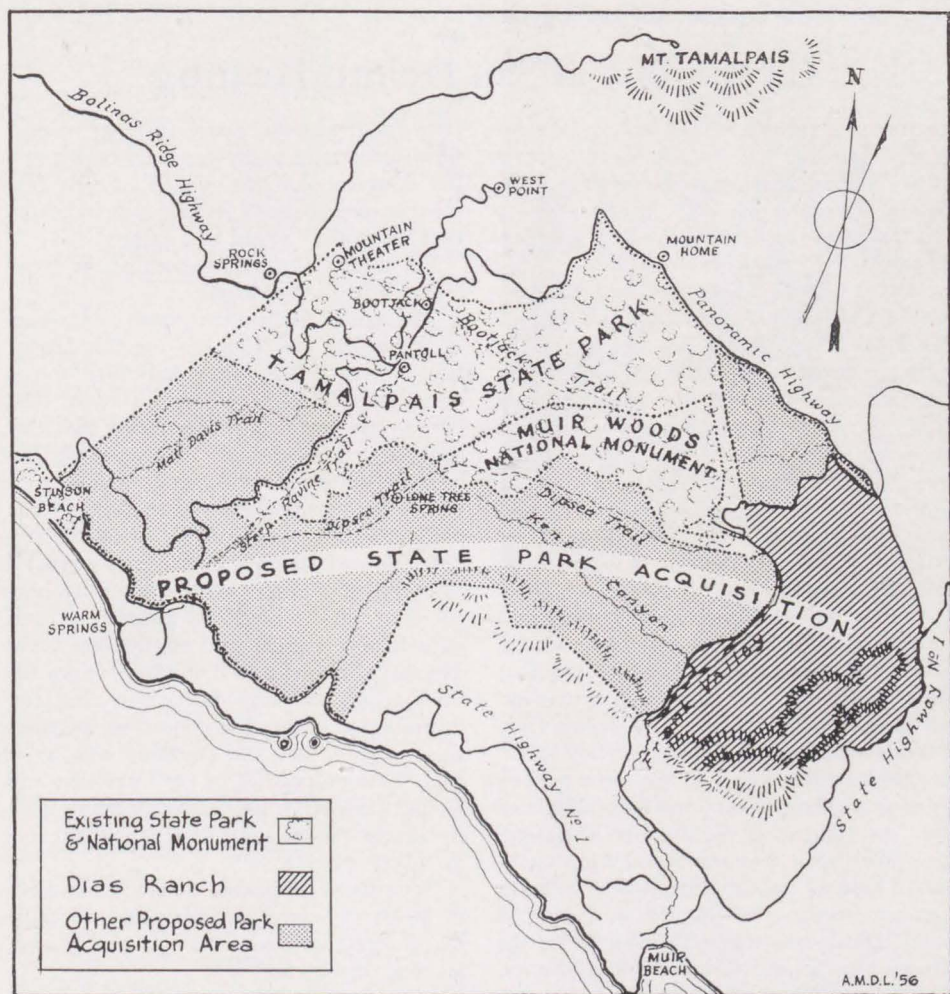 MT. TAMALPAIS
N
Bolinas Ridge Highway
WEST
POINT
MOUNTAIN
THEATER
ROCK
SPRINGS
MOUNTAIN
HOME
BOOTJACK
Bootjack Trail
PANTOLL
Panoramic Highway
TAMALPAIS STATE PARK
MUIR WOODS
NATIONAL MONUMENT
Matt Davis Trail
Steep Ravine Trail
Dipsea Trail
LONE TREE
SPRING
Dipsea Trail
Kent Canyon
STINSON
BEACH
PROPOSED STATE PARK ACQUISITION
WARM
SPRINGS
Frank Valley
State Highway No 1
State Highway No 1
Existing State Park
& National Monument
Dias Ranch
Other Proposed Park
Acquisition Area
MUIR
BEACH
A.M.D.L. '56